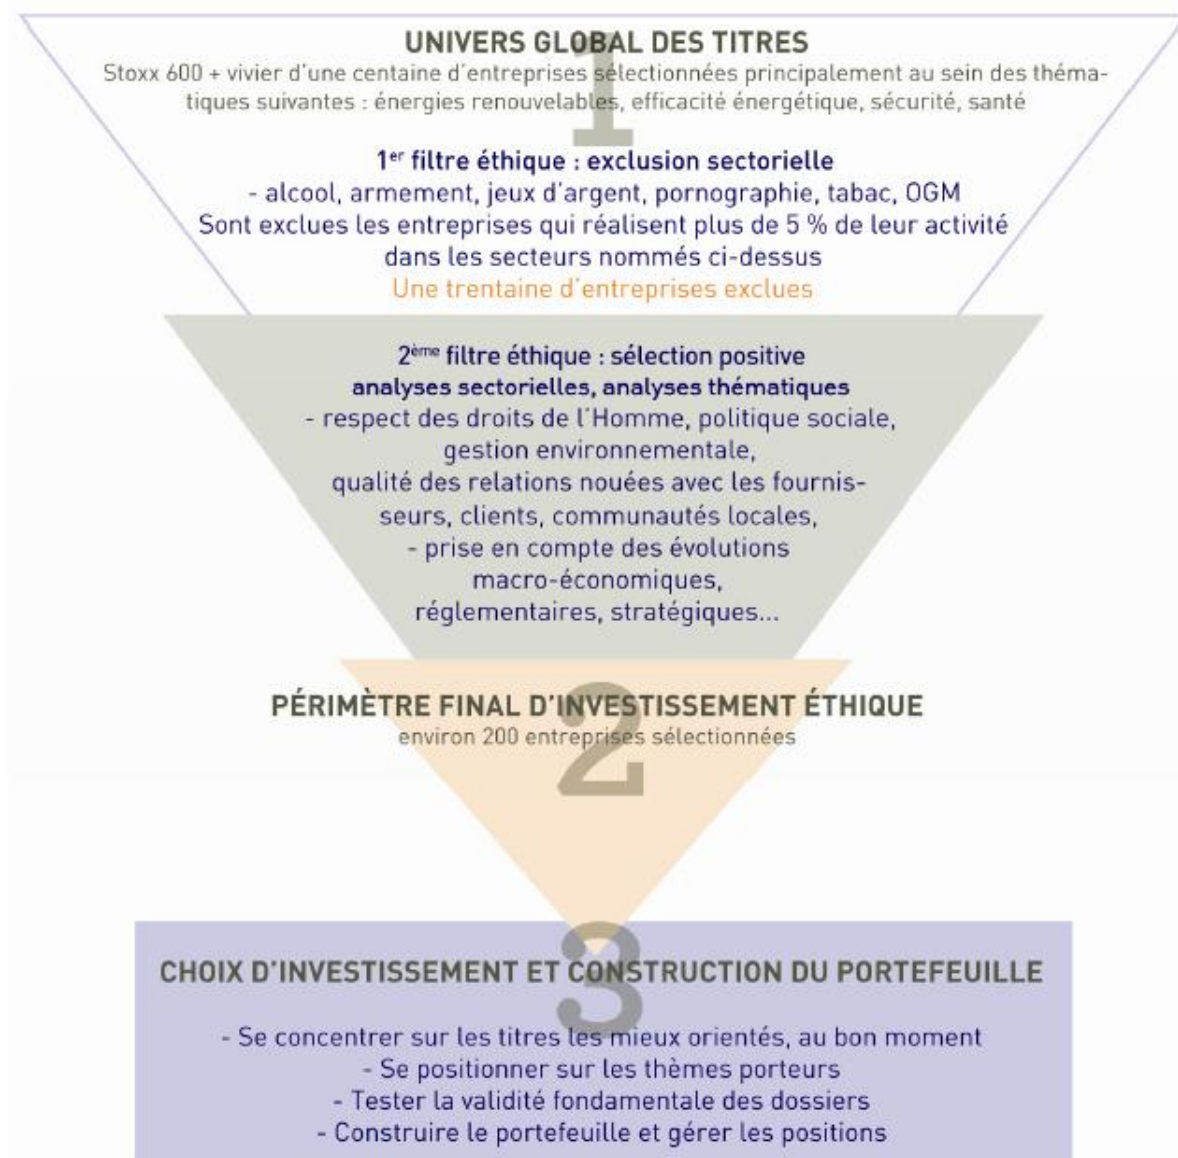 1
UNIVERS GLOBAL DES TITRES
Stoxx 600 + vivier d'une centaine d'entreprises sélectionnées principalement au sein des théma-
tiques suivantes : énergies renouvelables, efficacité énergétique, sécurité, santé
1er filtre éthique : exclusion sectorielle
- alcool, armement, jeux d'argent, pornographie, tabac, OGM
Sont exclues les entreprises qui réalisent plus de 5 % de leur activité
dans les secteurs nommés ci-dessus
Une trentaine d'entreprises exclues
2ème filtre éthique : sélection positive
analyses sectorielles, analyses thématiques
- respect des droits de l'Homme, politique sociale,
gestion environnementale,
qualité des relations nouées avec les fournis-
seurs, clients, communautés locales,
- prise en compte des évolutions
macro-économiques,
réglementaires, stratégiques...
2
PÉRIMÈTRE FINAL D'INVESTISSEMENT ÉTHIQUE
environ 200 entreprises sélectionnées
3
CHOIX D'INVESTISSEMENT ET CONSTRUCTION DU PORTEFEUILLE
- Se concentrer sur les titres les mieux orientés, au bon moment
- Se positionner sur les thèmes porteurs
- Tester la validité fondamentale des dossiers
- Construire le portefeuille et gérer les positions